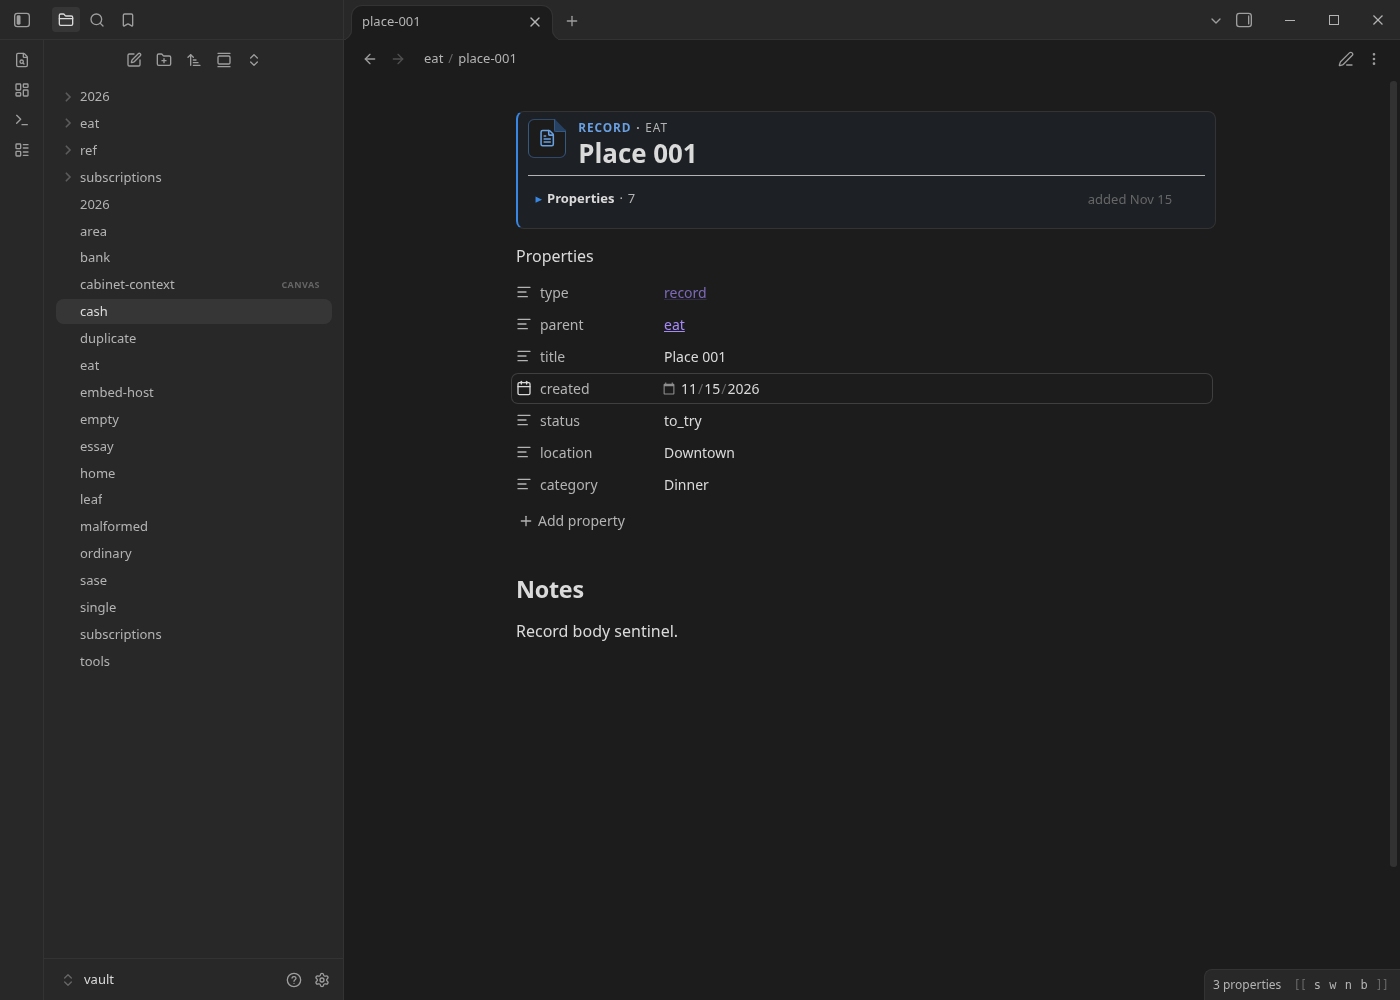 place-001
eat / place-001
2026
eat
ref
subscriptions
2026
area
bank
cabinet-context CANVAS
cash
duplicate
eat
embed-host
empty
essay
home
leaf
malformed
ordinary
sase
single
subscriptions
tools
vault
RECORD · EAT
Place 001
Properties · 7
added Nov 15
Properties
type record
parent eat
title Place 001
created 11/15/2026
status to_try
location Downtown
category Dinner
Add property
Notes
Record body sentinel.
3 properties [[ s w n b ]]